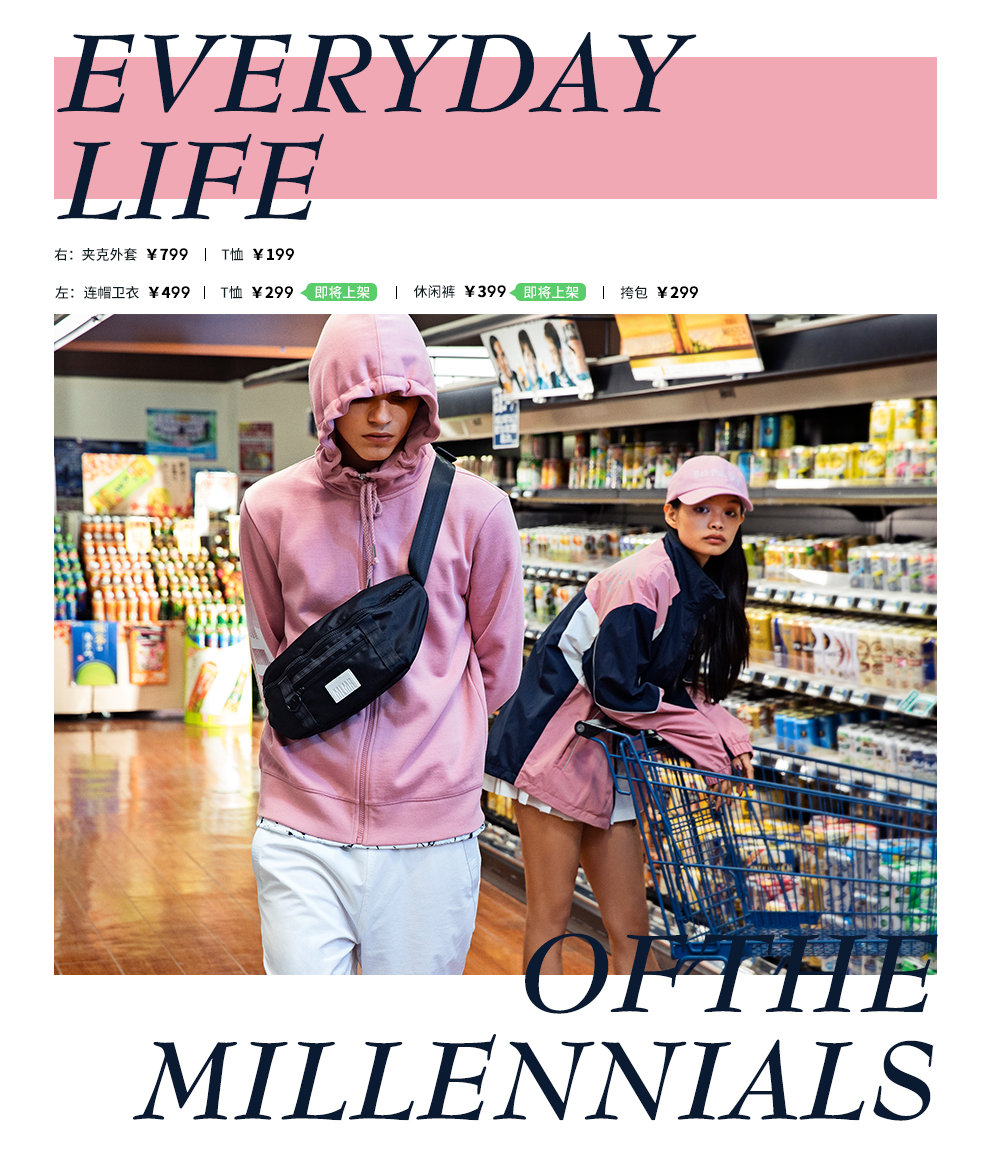 EVERYDAY
LIFE
右：夹克外套 ￥799 | T恤 ￥199
左：连帽卫衣 ￥499 | T恤 ￥299 即将上架 | 休闲裤 ￥399 即将上架 | 挎包 ￥299
OF THE
MILLENNIALS